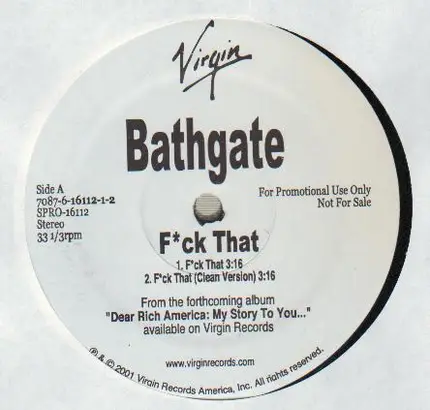 Virgin
Bathgate
Side A
7087-6-16112-1-2
SPRO-16112
Stereo
33 1/3rpm
For Promotional Use Only
Not For Sale
F*ck That
1. F*ck That 3:16
2. F*ck That (Clean Version) 3:16
From the forthcoming album
"Dear Rich America: My Story To You..."
available on Virgin Records
www.virginrecords.com
℗ & © 2001 Virgin Records America, Inc. All rights reserved.